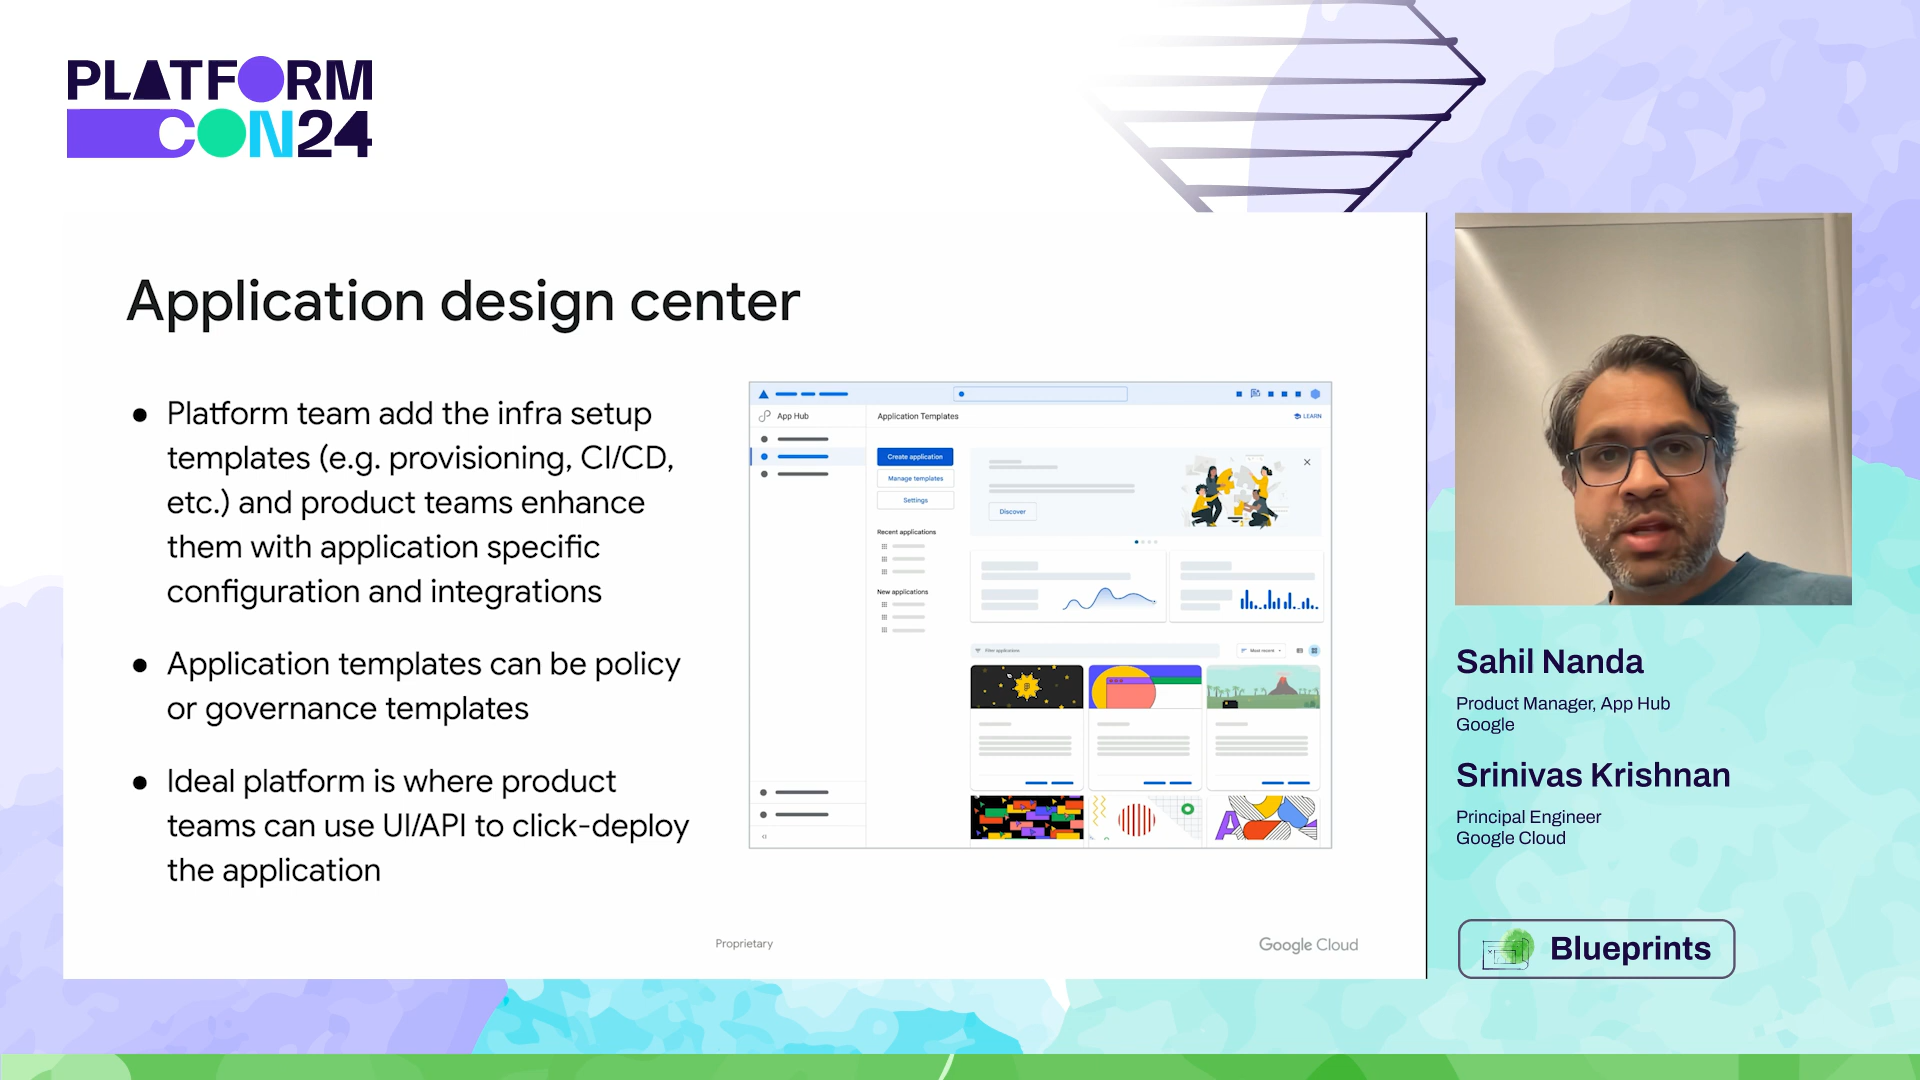 PLATFORM
CON24
Application design center
● Platform team add the infra setup
templates (e.g. provisioning, CI/CD,
etc.) and product teams enhance
them with application specific
configuration and integrations
● Application templates can be policy
or governance templates
● Ideal platform is where product
teams can use UI/API to click-deploy
the application
App Hub
Application Templates
LEARN
Create application
Manage templates
Settings
Discover
Recent applications
New applications
Filter applications
Most recent
Proprietary
Google Cloud
Sahil Nanda
Product Manager, App Hub
Google
Srinivas Krishnan
Principal Engineer
Google Cloud
Blueprints